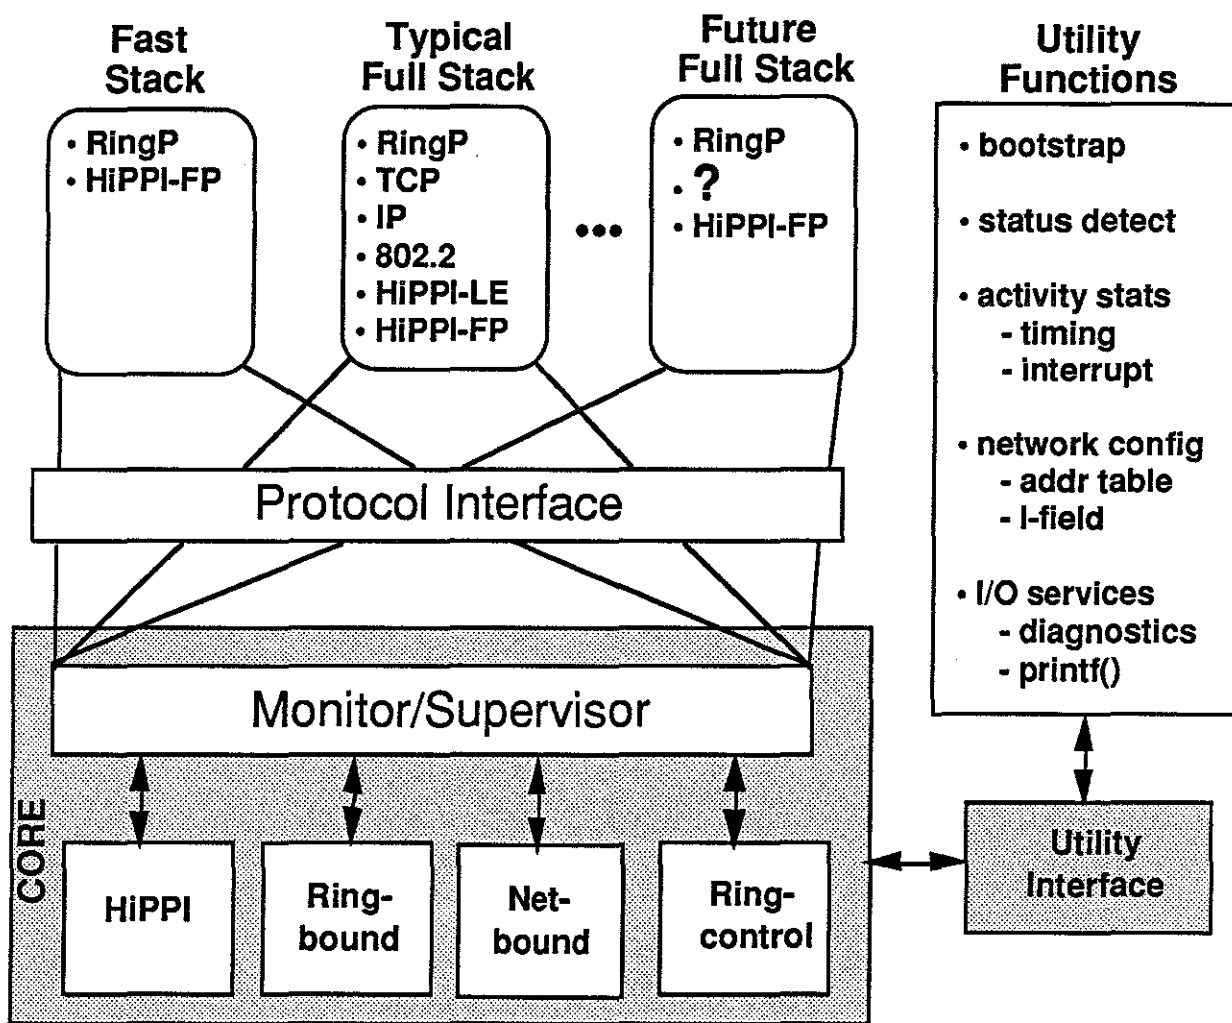 Fast
Stack
• RingP
• HiPPI-FP
Typical
Full Stack
• RingP
• TCP
• IP
• 802.2
• HiPPI-LE
• HiPPI-FP
•••
Future
Full Stack
• RingP
• ?
• HiPPI-FP
Utility
Functions
• bootstrap
• status detect
• activity stats
- timing
- interrupt
• network config
- addr table
- I-field
• I/O services
- diagnostics
- printf()
Protocol Interface
Monitor/Supervisor
CORE
HiPPI
Ring-
bound
Net-
bound
Ring-
control
Utility
Interface